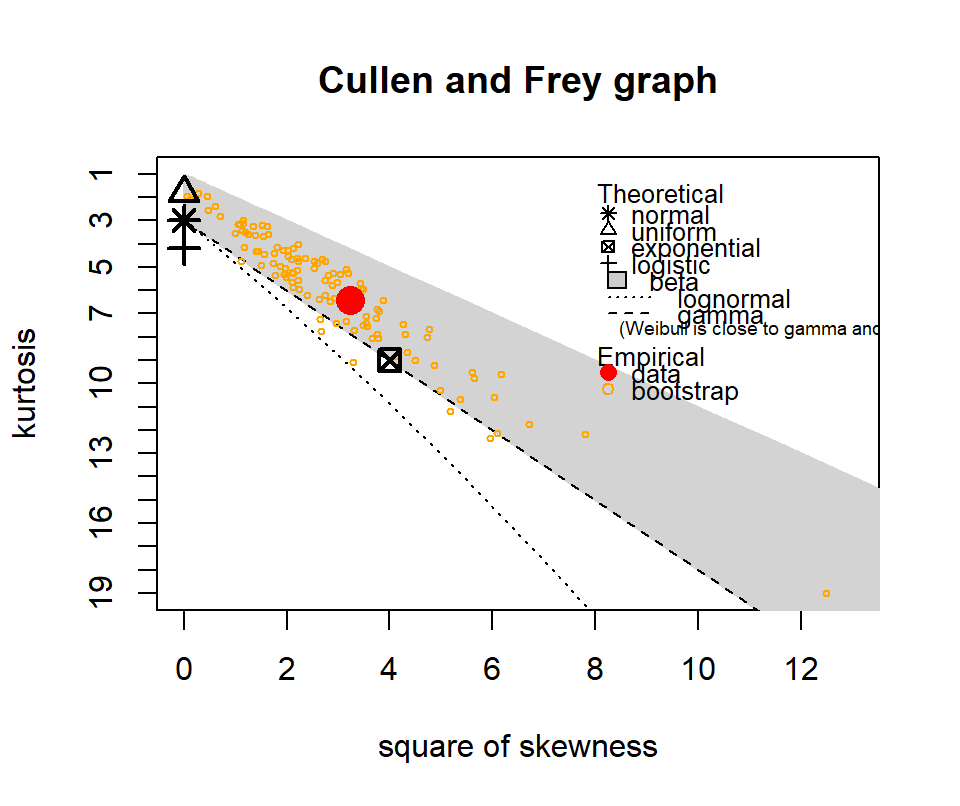 Cullen and Frey graph
kurtosis
1
3
5
7
10
13
16
19
Theoretical
normal
uniform
exponential
logistic
beta
lognormal
gamma
(Weibull is close to gamma and
Empirical
data
bootstrap
0 2 4 6 8 10 12
square of skewness